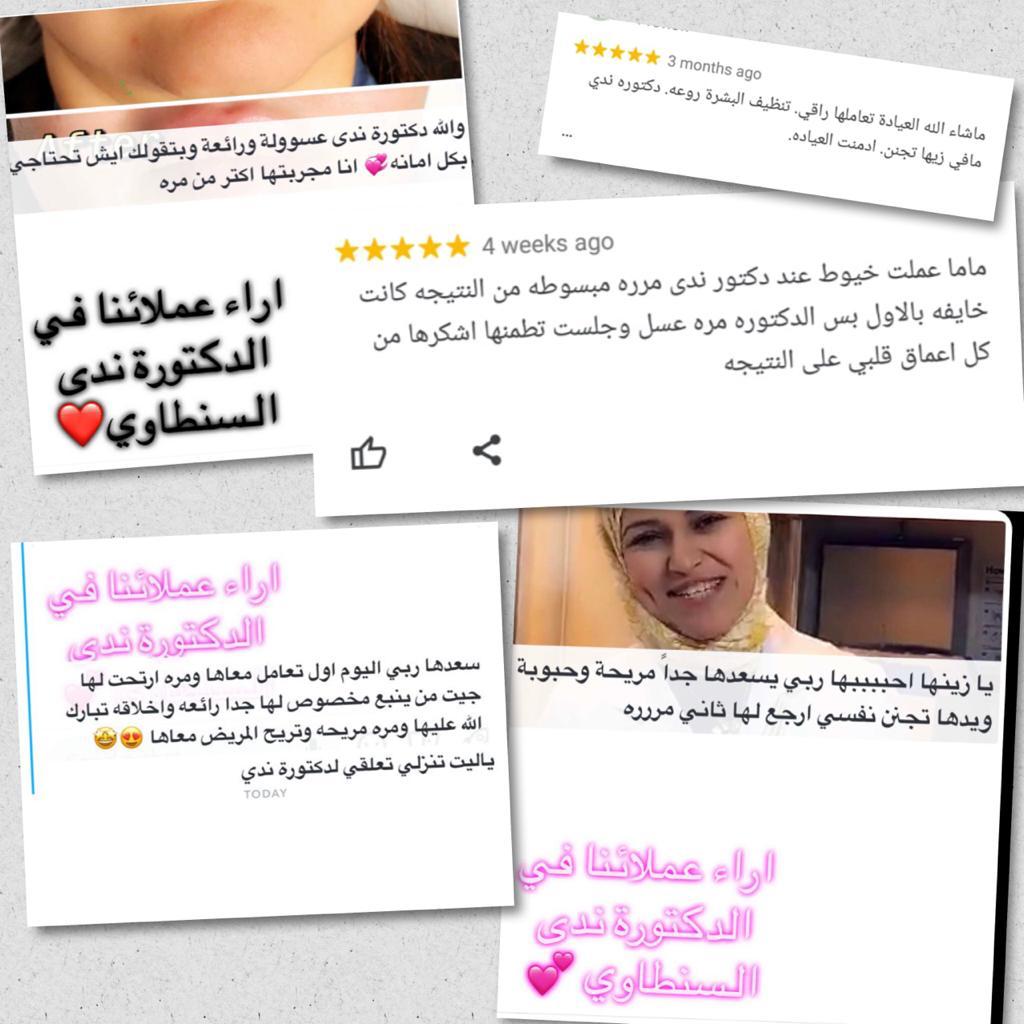 After
والله دكتورة ندى عسوولة ورائعة وبتقولك ايش تحتاجي
بكل امانه💞 انا مجربتها اكتر من مره
اراء عملائنا في
الدكتورة ندى
السنطاوي❤️
3 months ago
ماشاء الله العيادة تعاملها راقي. تنظيف البشرة روعه. دكتوره ندي
مافي زيها تجنن. ادمنت العياده.
...
4 weeks ago
ماما عملت خيوط عند دكتور ندى مرره مبسوطه من النتيجه كانت
خايفه بالاول بس الدكتوره مره عسل وجلست تطمنها اشكرها من
كل اعماق قلبي على النتيجه
اراء عملائنا في
الدكتورة ندى
سعدها ربي اليوم اول تعامل معاها ومره ارتحت لها
جيت من ينبع مخصوص لها جدا رائعه واخلاقه تبارك
الله عليها ومره مريحه وتريح المريض معاها 😍🤩
ياليت تنزلي تعلقي لدكتورة ندي
TODAY
يا زينها احبببببها ربي يسعدها جداً مريحة وحبوبة
ويدها تجنن نفسي ارجع لها ثاني مررره
اراء عملائنا في
الدكتورة ندى
السنطاوي 💕